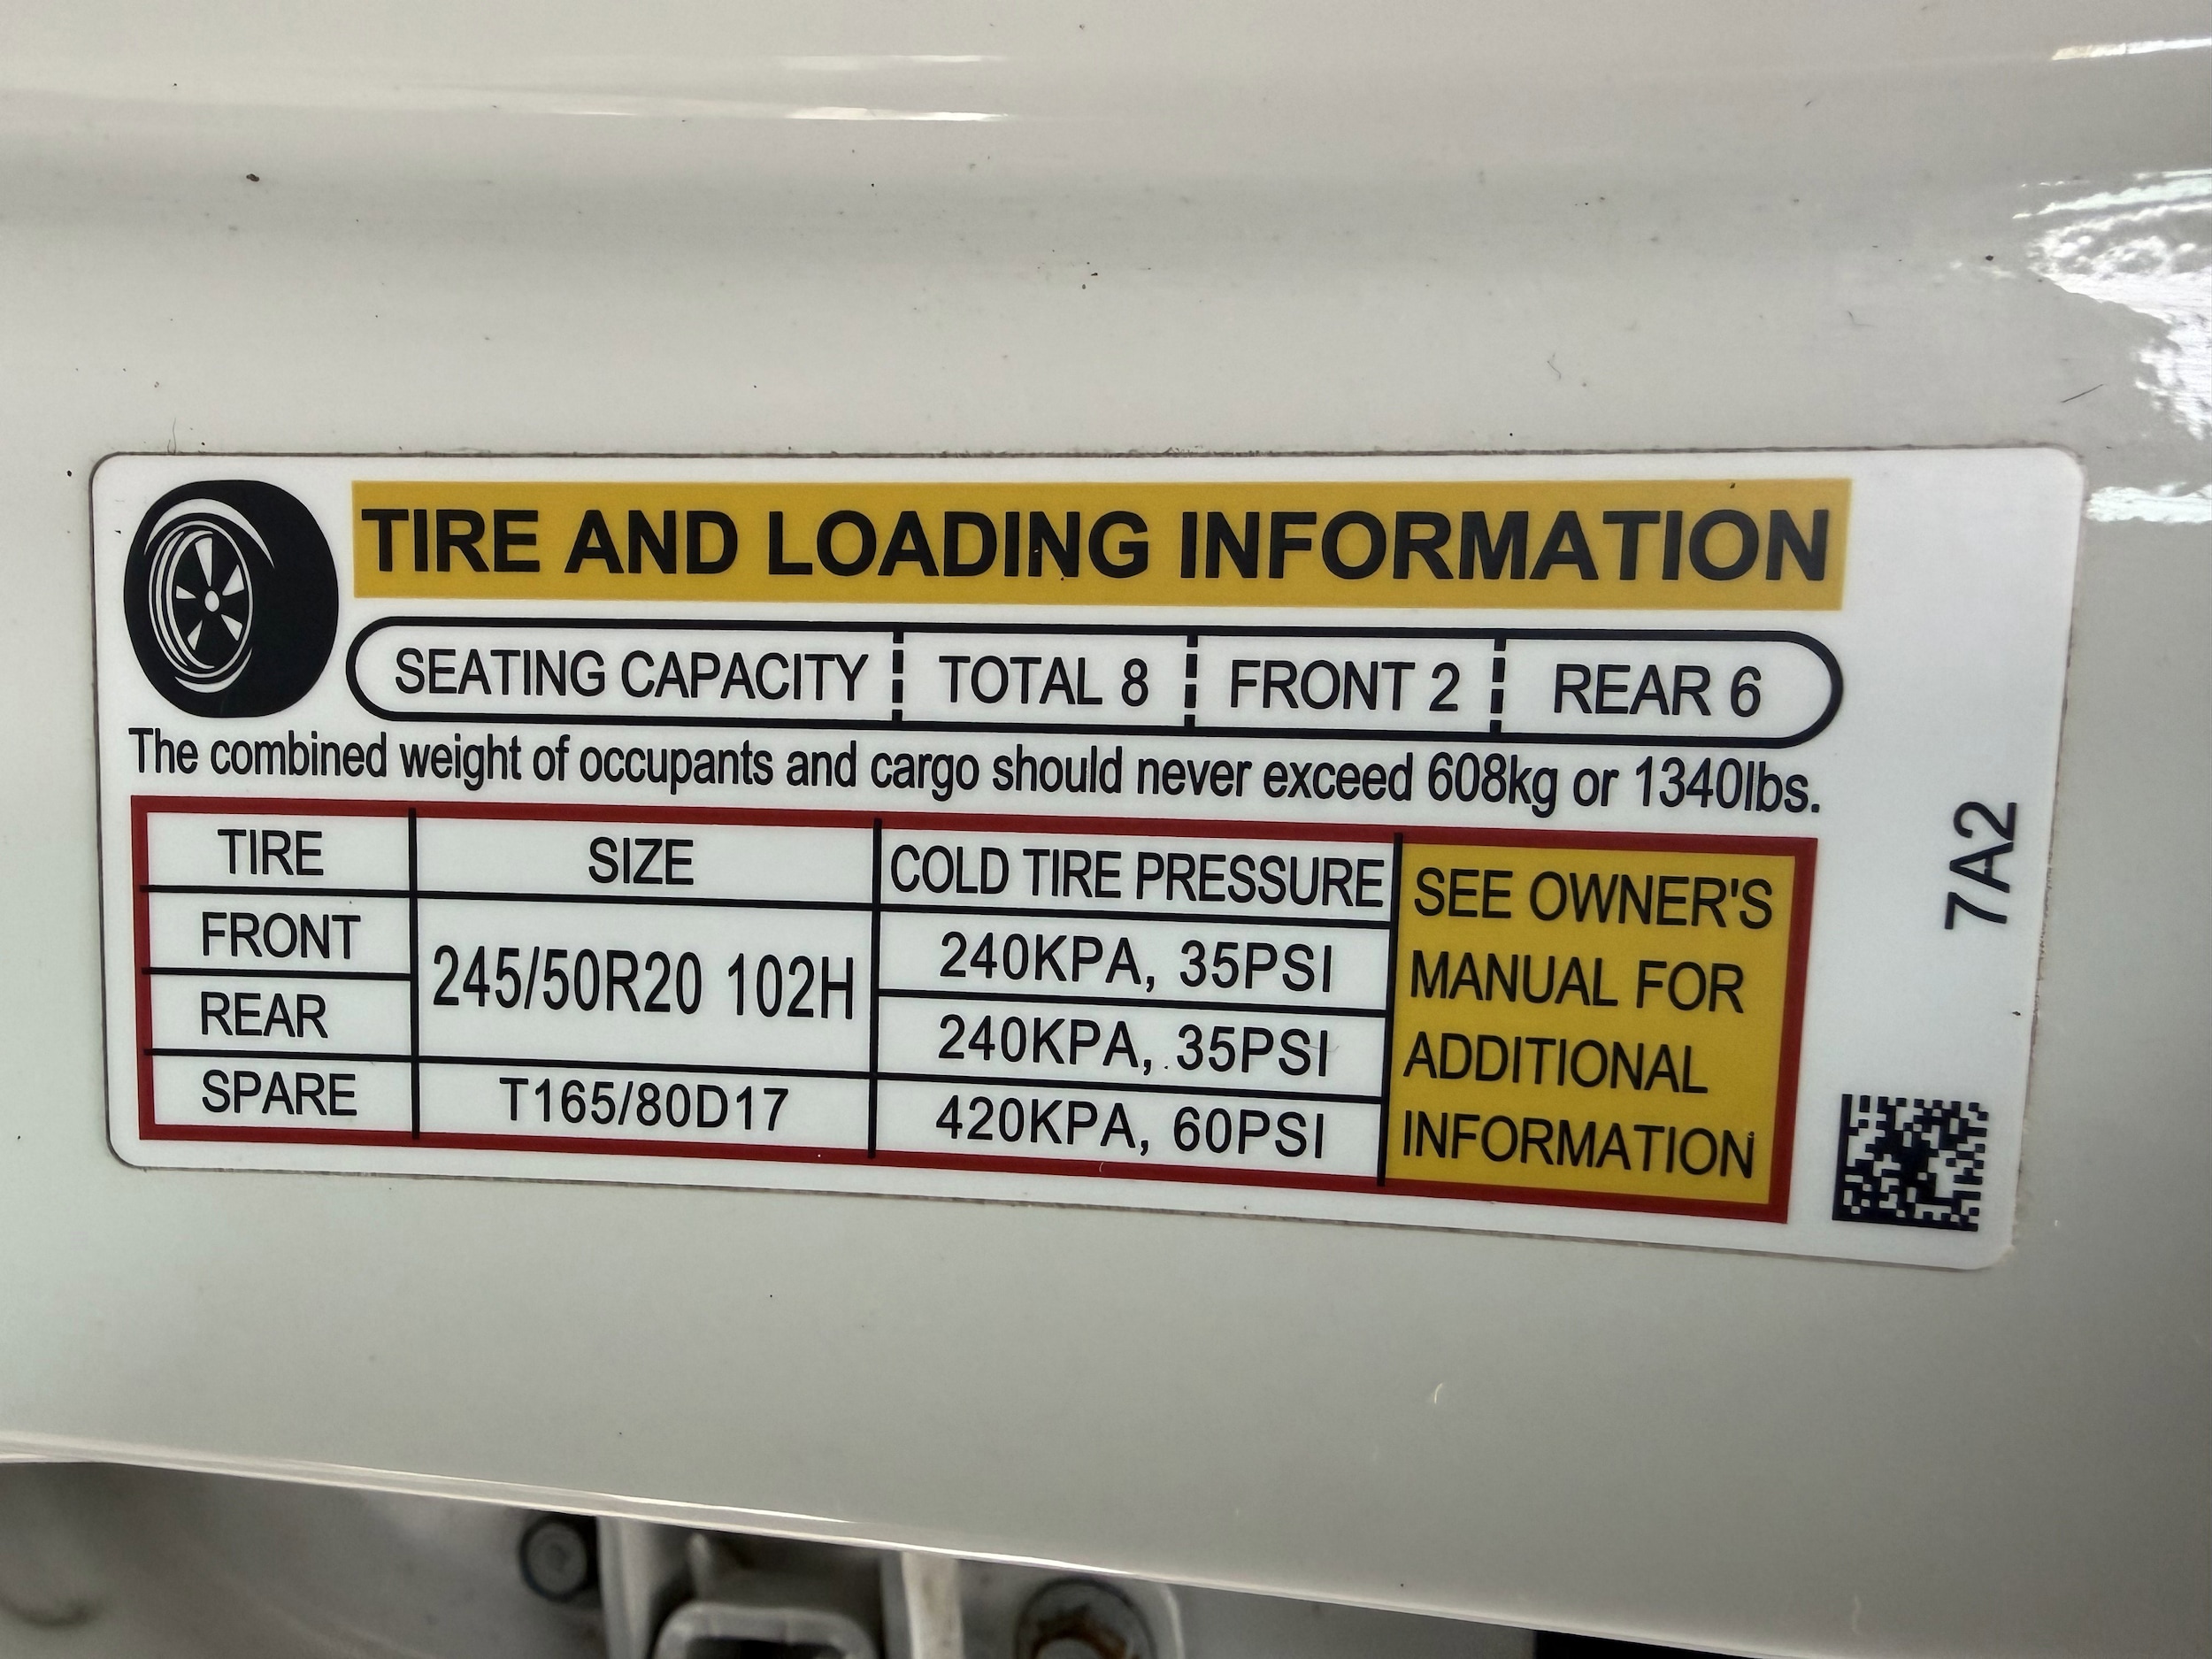 TIRE AND LOADING INFORMATION
SEATING CAPACITY TOTAL 8 FRONT 2 REAR 6
The combined weight of occupants and cargo should never exceed 608kg or 1340lbs.
TIRE SIZE COLD TIRE PRESSURE
FRONT 245/50R20 102H 240KPA, 35PSI
REAR 240KPA, 35PSI
SPARE T165/80D17 420KPA, 60PSI
SEE OWNER'S
MANUAL FOR
ADDITIONAL
INFORMATION
7A2